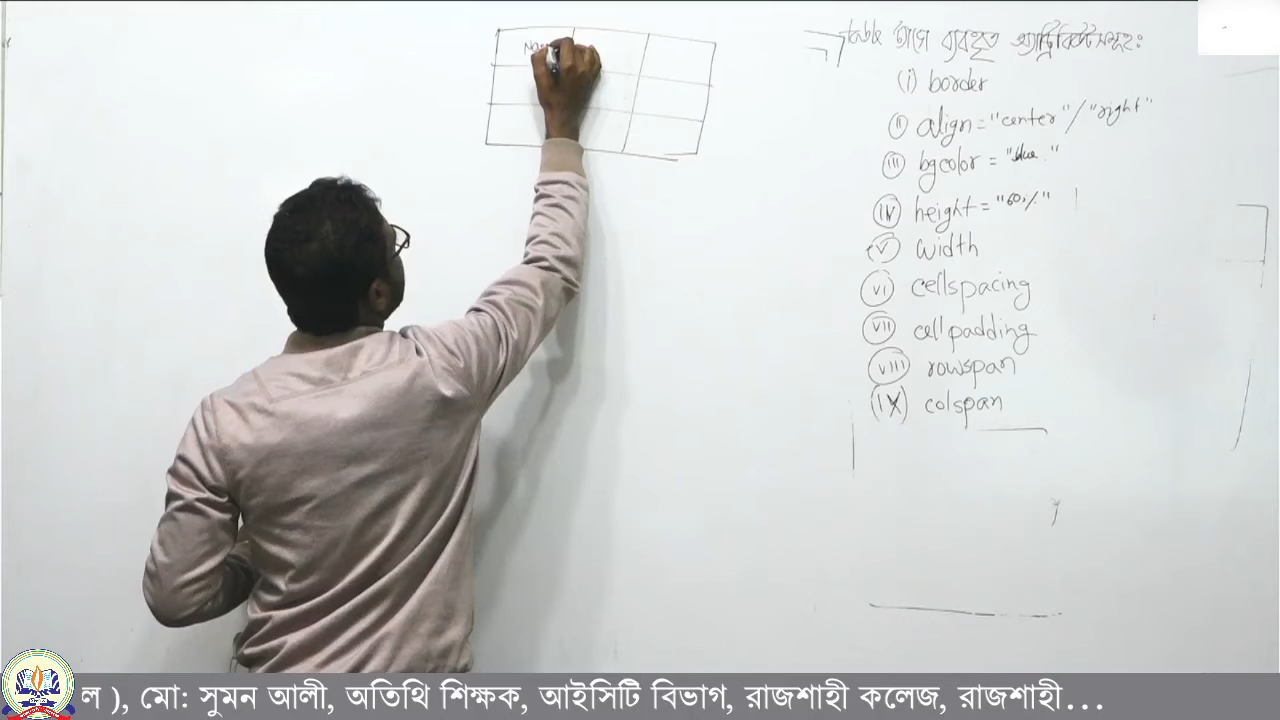 table ট্যাগে ব্যবহৃত অ্যাট্রিবিউটসমূহঃ
(i) border
(ii) align = "center" / "right"
(iii) bgcolor = "blue"
(iv) height = "60%"
(v) width
(vi) cellspacing
(vii) cellpadding
(viii) rowspan
(ix) colspan
ল ), মো: সুমন আলী, অতিথি শিক্ষক, আইসিটি বিভাগ, রাজশাহী কলেজ, রাজশাহী...